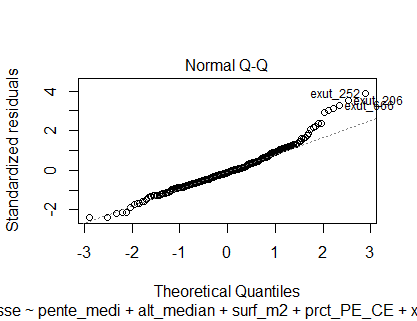 Normal Q-Q
Standardized residuals
4
2
0
-2
exut_252
exut_206
-3
-2
-1
0
1
2
3
Theoretical Quantiles
sse ~ pente_medi + alt_median + surf_m2 + prct_PE_CE + x